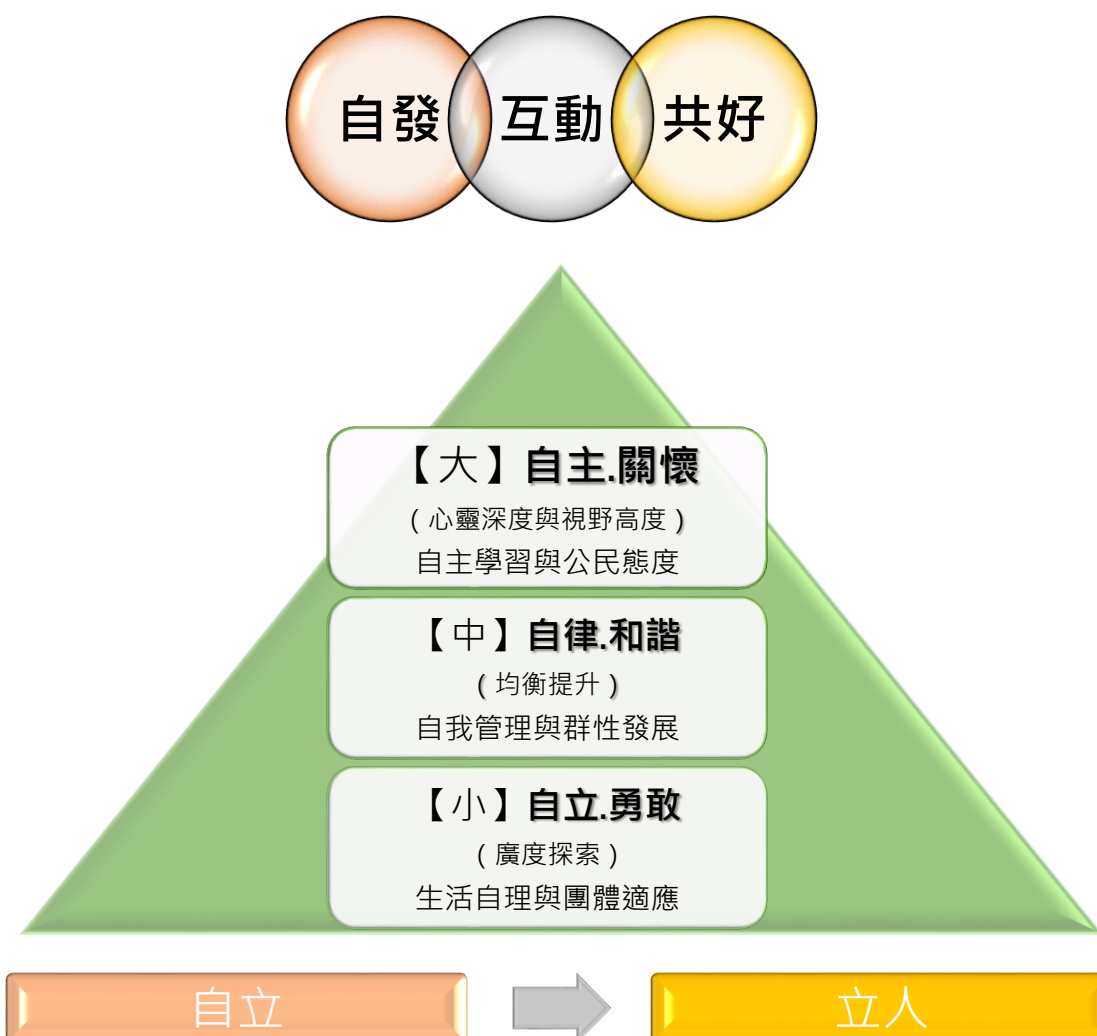 自發 互動 共好
【大】自主.關懷
(心靈深度與視野高度)
自主學習與公民態度
【中】自律.和諧
(均衡提升)
自我管理與群性發展
【小】自立.勇敢
(廣度探索)
生活自理與團體適應
自立 立人